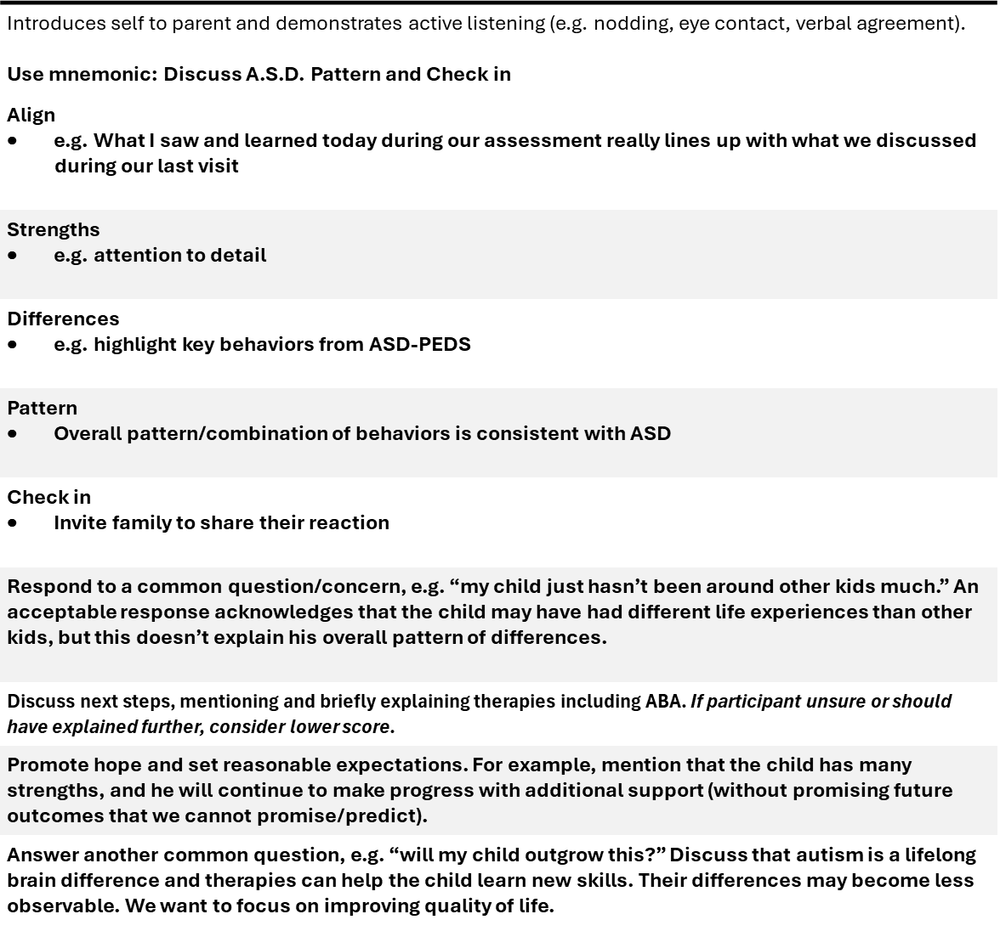 Introduces self to parent and demonstrates active listening (e.g. nodding, eye contact, verbal agreement).
Use mnemonic: Discuss A.S.D. Pattern and Check in
Align
• e.g. What I saw and learned today during our assessment really lines up with what we discussed
during our last visit
Strengths
• e.g. attention to detail
Differences
• e.g. highlight key behaviors from ASD-PEDS
Pattern
• Overall pattern/combination of behaviors is consistent with ASD
Check in
• Invite family to share their reaction
Respond to a common question/concern, e.g. “my child just hasn’t been around other kids much.” An
acceptable response acknowledges that the child may have had different life experiences than other
kids, but this doesn’t explain his overall pattern of differences.
Discuss next steps, mentioning and briefly explaining therapies including ABA. If participant unsure or should
have explained further, consider lower score.
Promote hope and set reasonable expectations. For example, mention that the child has many
strengths, and he will continue to make progress with additional support (without promising future
outcomes that we cannot promise/predict).
Answer another common question, e.g. “will my child outgrow this?” Discuss that autism is a lifelong
brain difference and therapies can help the child learn new skills. Their differences may become less
observable. We want to focus on improving quality of life.